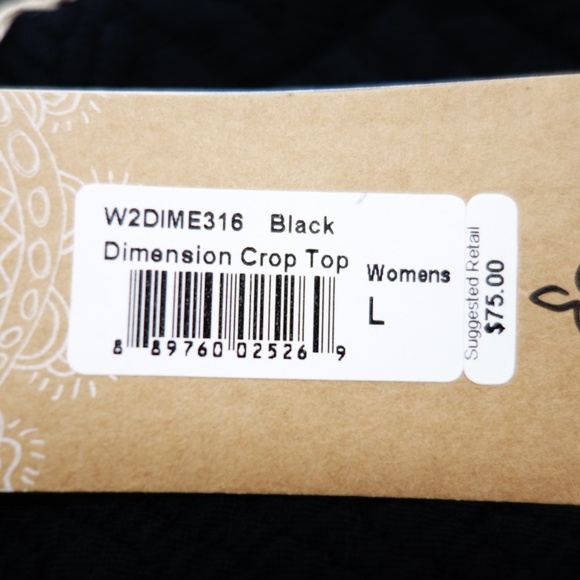 W2DIME316 Black
Dimension Crop Top
Womens
L
8 89760 02526 9
Suggested Retail
$75.00